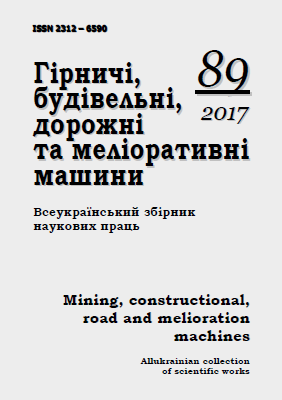 ISSN 2312 – 6590
89
2017
Гірничі,
будівельні,
дорожні
та меліоративні
машини
Всеукраїнський збірник
наукових праць
Mining, constructional,
road and melioration
machines
Allukrainian collection
of scientific works